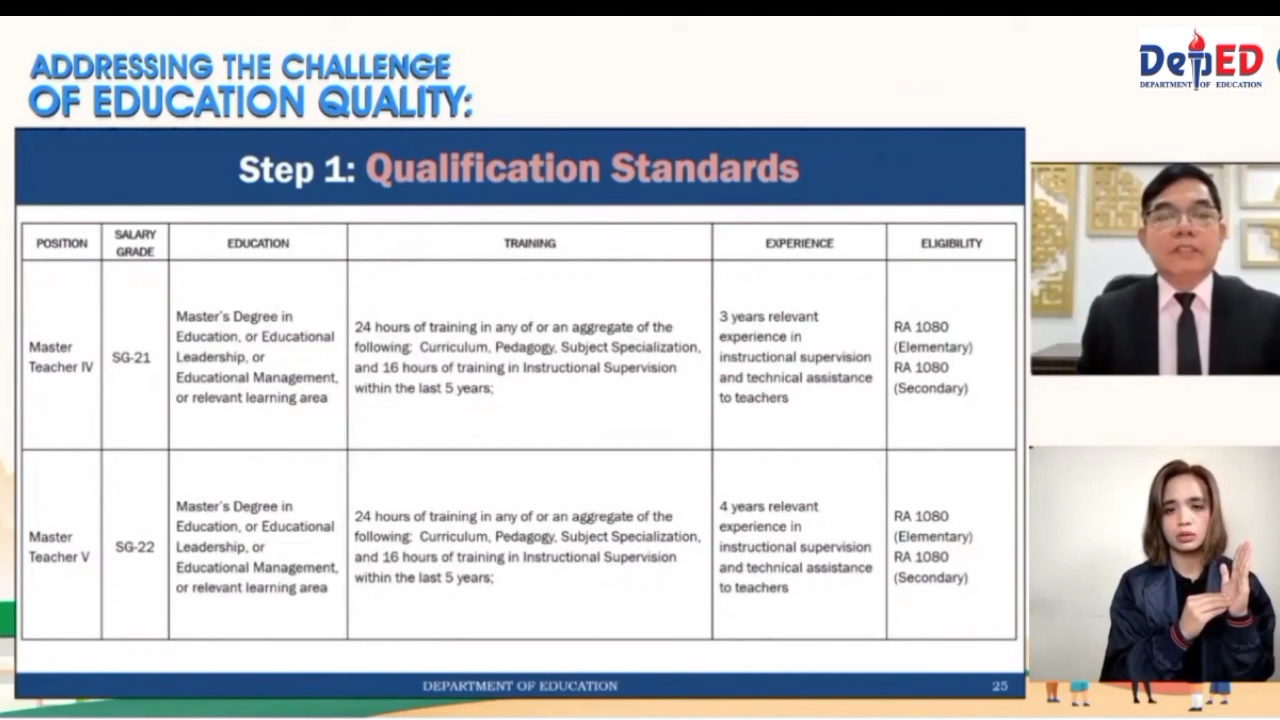 ADDRESSING THE CHALLENGE
OF EDUCATION QUALITY:
DepED
DEPARTMENT OF EDUCATION
Step 1: Qualification Standards
POSITION
SALARY
GRADE
EDUCATION
TRAINING
EXPERIENCE
ELIGIBILITY
Master
Teacher IV
SG-21
Master's Degree in
Education, or Educational
Leadership, or
Educational Management,
or relevant learning area
24 hours of training in any of or an aggregate of the
following: Curriculum, Pedagogy, Subject Specialization,
and 16 hours of training in Instructional Supervision
within the last 5 years;
3 years relevant
experience in
instructional supervision
and technical assistance
to teachers
RA 1080
(Elementary)
RA 1080
(Secondary)
Master
Teacher V
SG-22
Master's Degree in
Education, or Educational
Leadership, or
Educational Management,
or relevant learning area
24 hours of training in any of or an aggregate of the
following: Curriculum, Pedagogy, Subject Specialization,
and 16 hours of training in Instructional Supervision
within the last 5 years;
4 years relevant
experience in
instructional supervision
and technical assistance
to teachers
RA 1080
(Elementary)
RA 1080
(Secondary)
DEPARTMENT OF EDUCATION
25